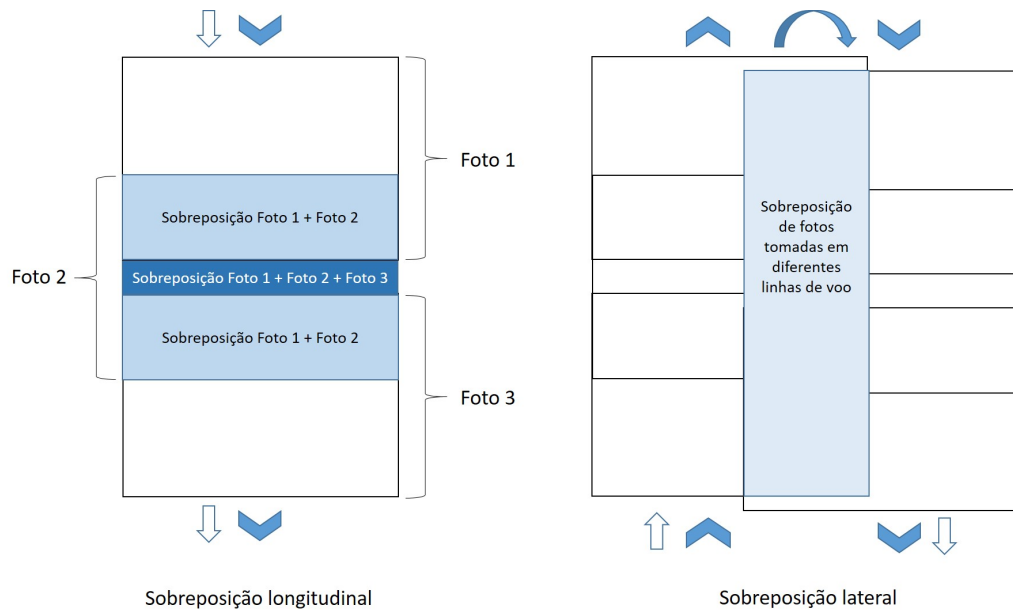 Foto 1
Sobreposição Foto 1 + Foto 2
Foto 2
Sobreposição Foto 1 + Foto 2 + Foto 3
Sobreposição Foto 1 + Foto 2
Foto 3
Sobreposição longitudinal
Sobreposição
de fotos
tomadas em
diferentes
linhas de voo
Sobreposição lateral